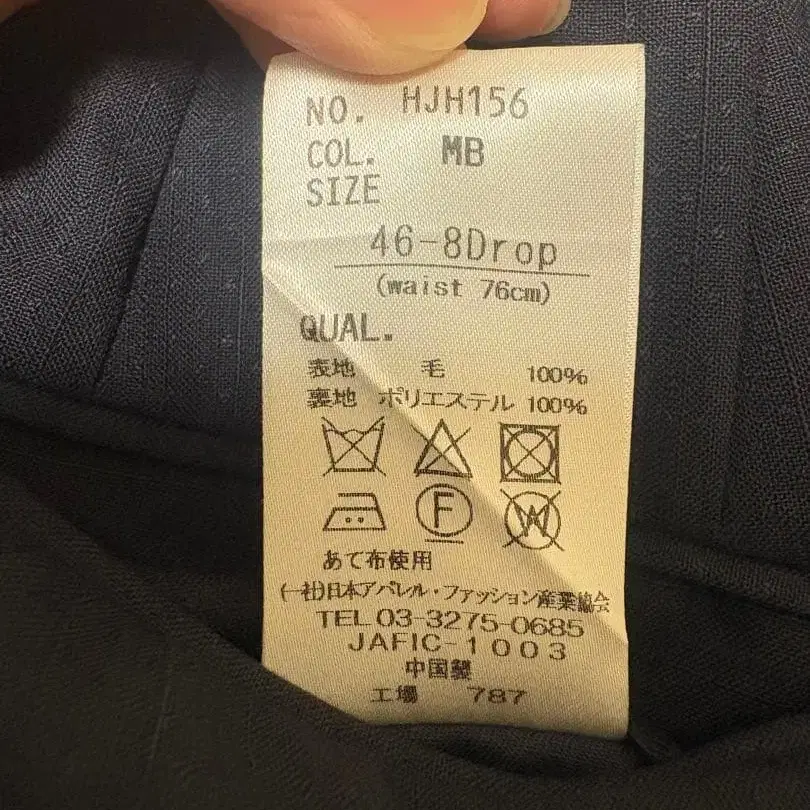 NO. HJH156
COL. MB
SIZE
46-8Drop
(waist 76cm)
QUAL.
表地 毛 100%
裏地 ポリエステル 100%
F W
あて布使用
(一社)日本アパレル・ファッション産業協会
TEL 03-3275-0685
JAFIC-1003
中国製
工場 787